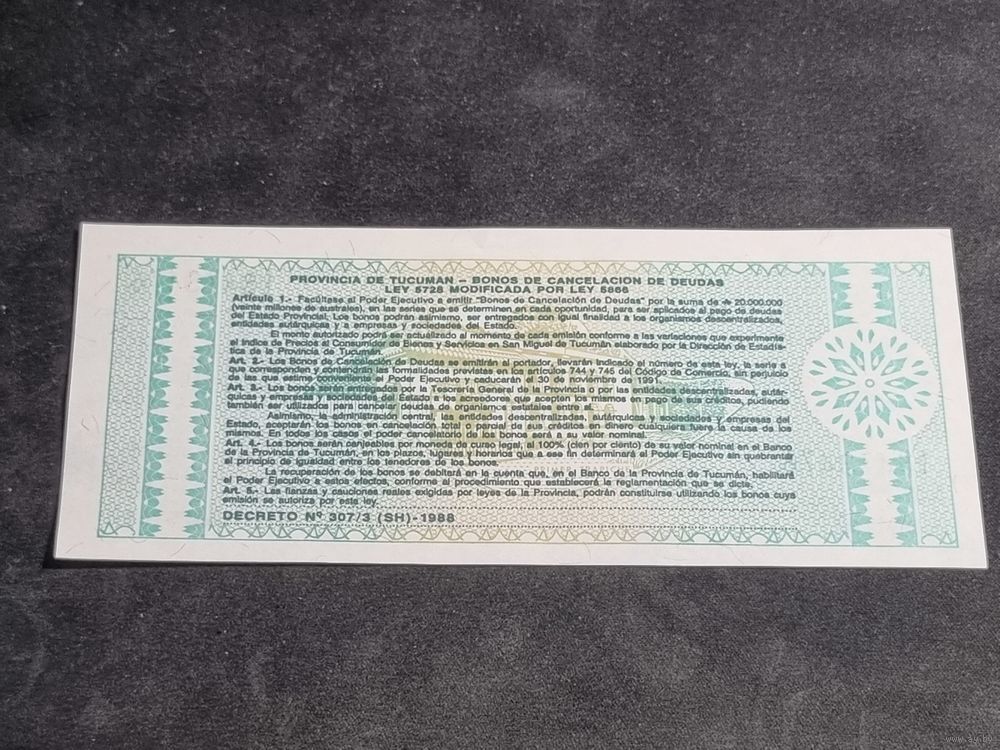 PROVINCIA DE TUCUMAN - BONOS DE CANCELACION DE DEUDAS
LEY 5728 MODIFICADA POR LEY 5866
Artículo 1.- Facúltase al Poder Ejecutivo a emitir "Bonos de Cancelación de Deudas" por la suma de ₳ 20.000.000
(veinte millones de australes), en las series que se determinen en cada oportunidad, para ser aplicados al pago de deudas
del Estado Provincial. Los bonos podrán asimismo, ser entregados con igual finalidad a los organismos descentralizados,
entidades autárquicas y a empresas y sociedades del Estado.
El monto autorizado podrá ser actualizado al momento de cada emisión conforme a las variaciones que experimente
el Indice de Precios al Consumidor de Bienes y Servicios en San Miguel de Tucumán elaborado por la Dirección de Estadís-
tica de la Provincia de Tucumán.
Art. 2.- Los Bonos de Cancelación de Deudas se emitirán al portador, llevarán indicado el número de esta ley, la serie a
que corresponden y contendrán las formalidades previstas en los artículos 744 y 745 del Código de Comercio, sin perjuicio
de las que estime conveniente el Poder Ejecutivo y caducarán el 30 de noviembre de 1991.
Art. 3.- Los bonos serán entregados por la Tesorería General de la Provincia o por las entidades descentralizadas, autár-
quicas y empresas y sociedades del Estado a los acreedores que acepten los mismos en pago de sus créditos, pudiendo
también ser utilizados para cancelar deudas de organismos estatales entre sí.
Asimismo, la administración central, las entidades descentralizadas, autárquicas y sociedades y empresas del
Estado, aceptarán los bonos en cancelación total o parcial de sus créditos en dinero cualquiera fuere la causa de los
mismos. En todos los casos el poder cancelatorio de los bonos será a su valor nominal.
Art. 4.- Los bonos serán canjeables por moneda de curso legal, al 100% (cien por ciento) de su valor nominal en el Banco
de la Provincia de Tucumán, en los plazos, lugares y horarios que a ese fin determinará el Poder Ejecutivo sin quebrantar
el principio de igualdad entre los tenedores de los bonos.
La recuperación de los bonos se debitará en la cuenta que, en el Banco de la Provincia de Tucumán, habilitará
el Poder Ejecutivo a estos efectos, conforme al procedimiento que establecerá la reglamentación que se dicte.
Art. 5.- Las fianzas y cauciones reales exigidas por leyes de la Provincia, podrán constituirse utilizando los bonos cuya
emisión se autoriza por esta ley.
DECRETO Nº 307/3 (SH)-1988
www.ay.by